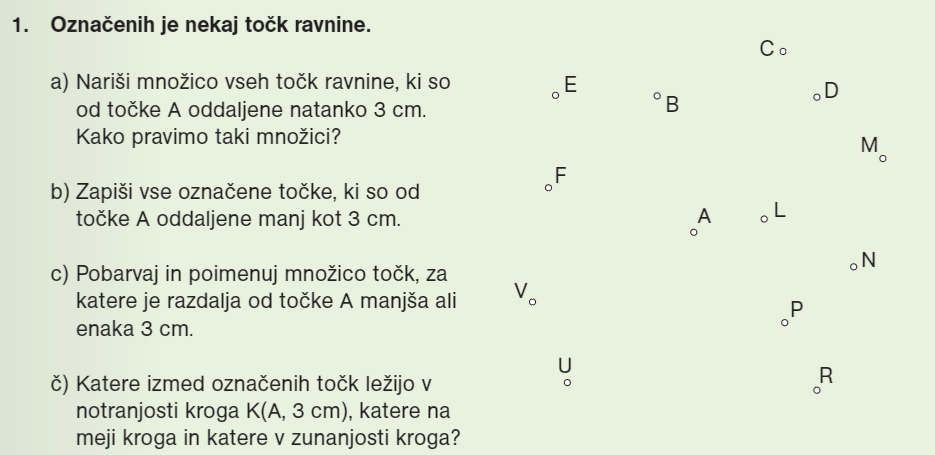 1. Označenih je nekaj točk ravnine.
a) Nariši množico vseh točk ravnine, ki so
od točke A oddaljene natanko 3 cm.
Kako pravimo taki množici?
b) Zapiši vse označene točke, ki so od
točke A oddaljene manj kot 3 cm.
c) Pobarvaj in poimenuj množico točk, za
katere je razdalja od točke A manjša ali
enaka 3 cm.
č) Katere izmed označenih točk ležijo v
notranjosti kroga K(A, 3 cm), katere na
meji kroga in katere v zunanjosti kroga?
C
E
D
B
M
F
A
L
N
V
P
U
R